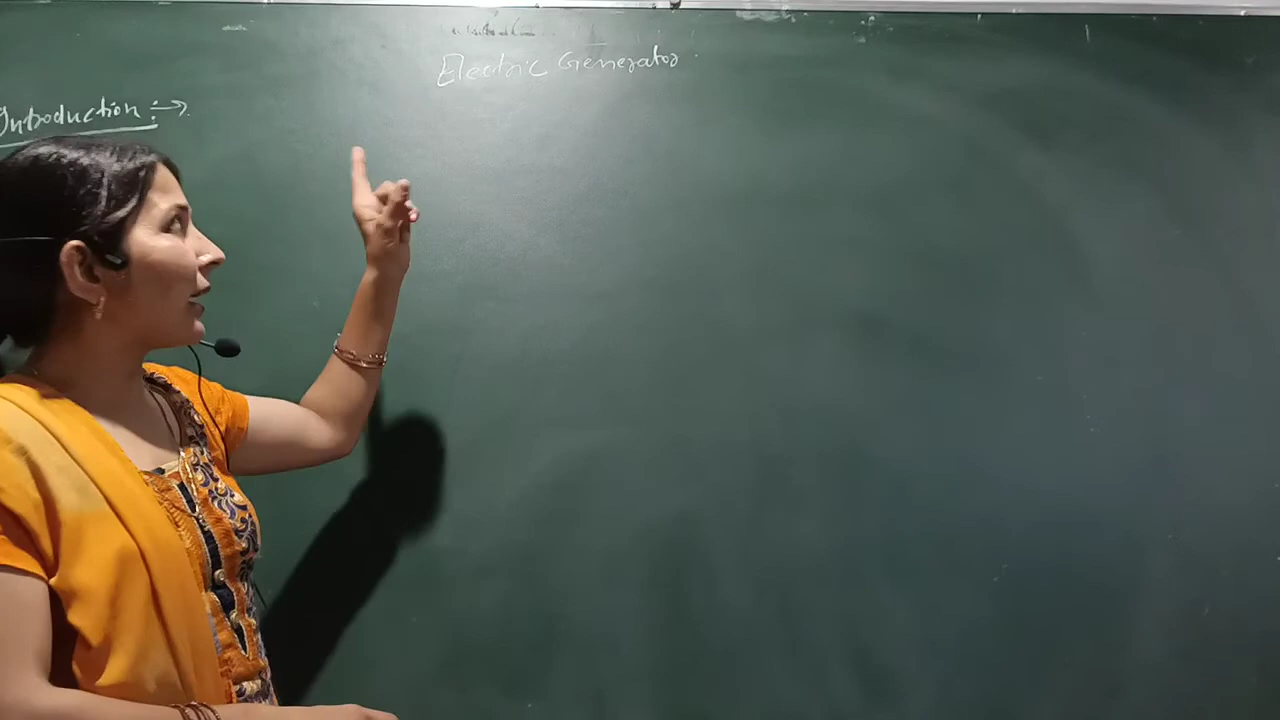 Electric Generator
Introduction :→